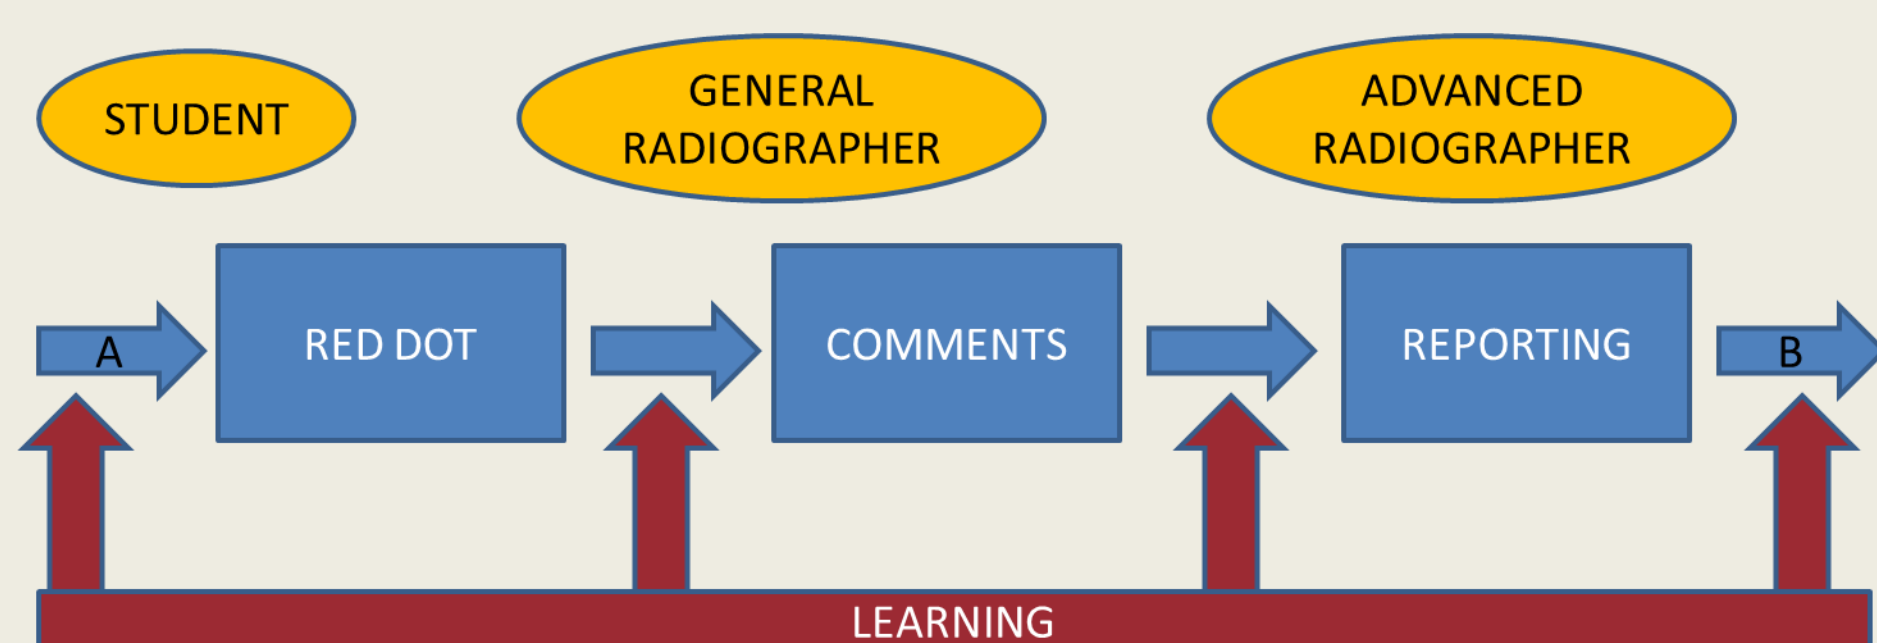 STUDENT
GENERAL
RADIOGRAPHER
ADVANCED
RADIOGRAPHER
A
RED DOT
COMMENTS
REPORTING
B
LEARNING